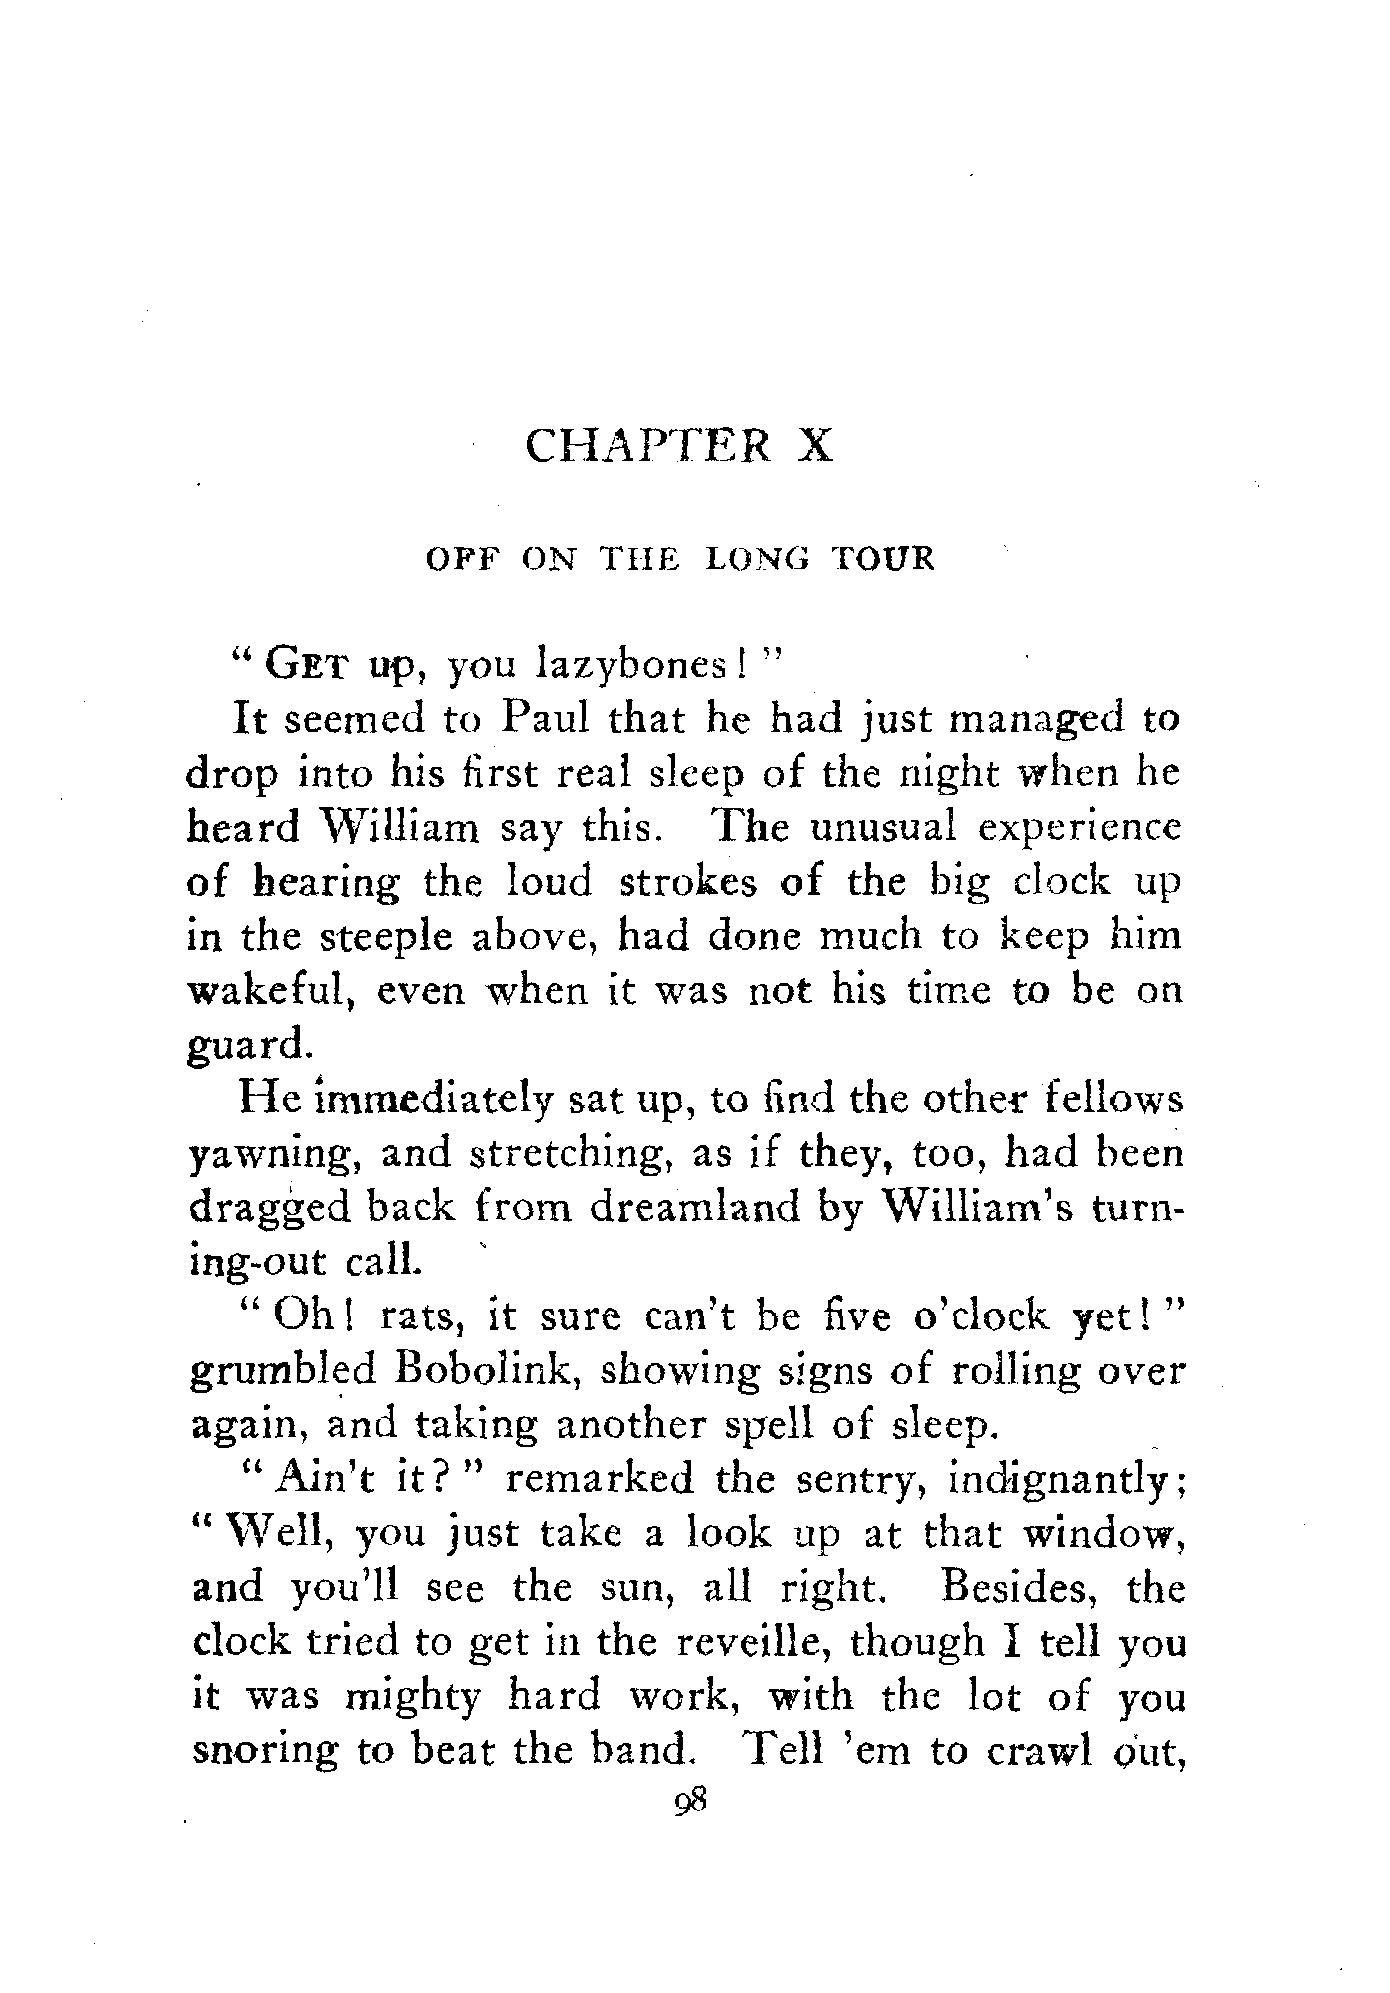 CHAPTER X
OFF ON THE LONG TOUR
" GET up, you lazybones! "
It seemed to Paul that he had just managed to
drop into his first real sleep of the night when he
heard William say this. The unusual experience
of hearing the loud strokes of the big clock up
in the steeple above, had done much to keep him
wakeful, even when it was not his time to be on
guard.
He immediately sat up, to find the other fellows
yawning, and stretching, as if they, too, had been
dragged back from dreamland by William's turn-
ing-out call.
" Oh! rats, it sure can't be five o'clock yet! "
grumbled Bobolink, showing signs of rolling over
again, and taking another spell of sleep.
" Ain't it? " remarked the sentry, indignantly;
" Well, you just take a look up at that window,
and you'll see the sun, all right. Besides, the
clock tried to get in the reveille, though I tell you
it was mighty hard work, with the lot of you
snoring to beat the band. Tell 'em to crawl out,
98